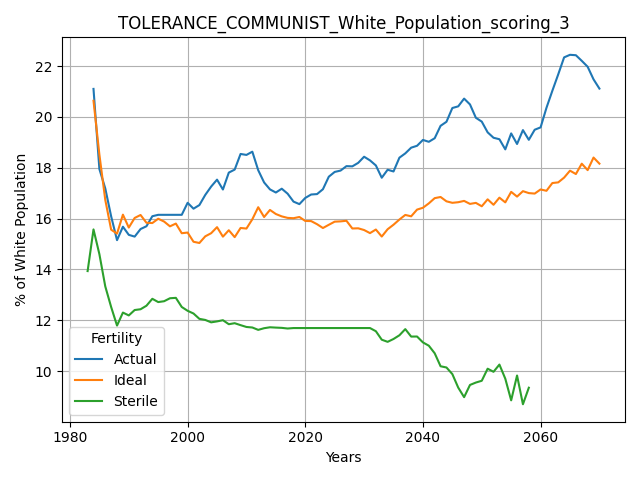 TOLERANCE_COMMUNIST_White_Population_scoring_3
% of White Population
22
20
18
16
14
12
10
Fertility
Actual
Ideal
Sterile
1980
2000
2020
2040
2060
Years